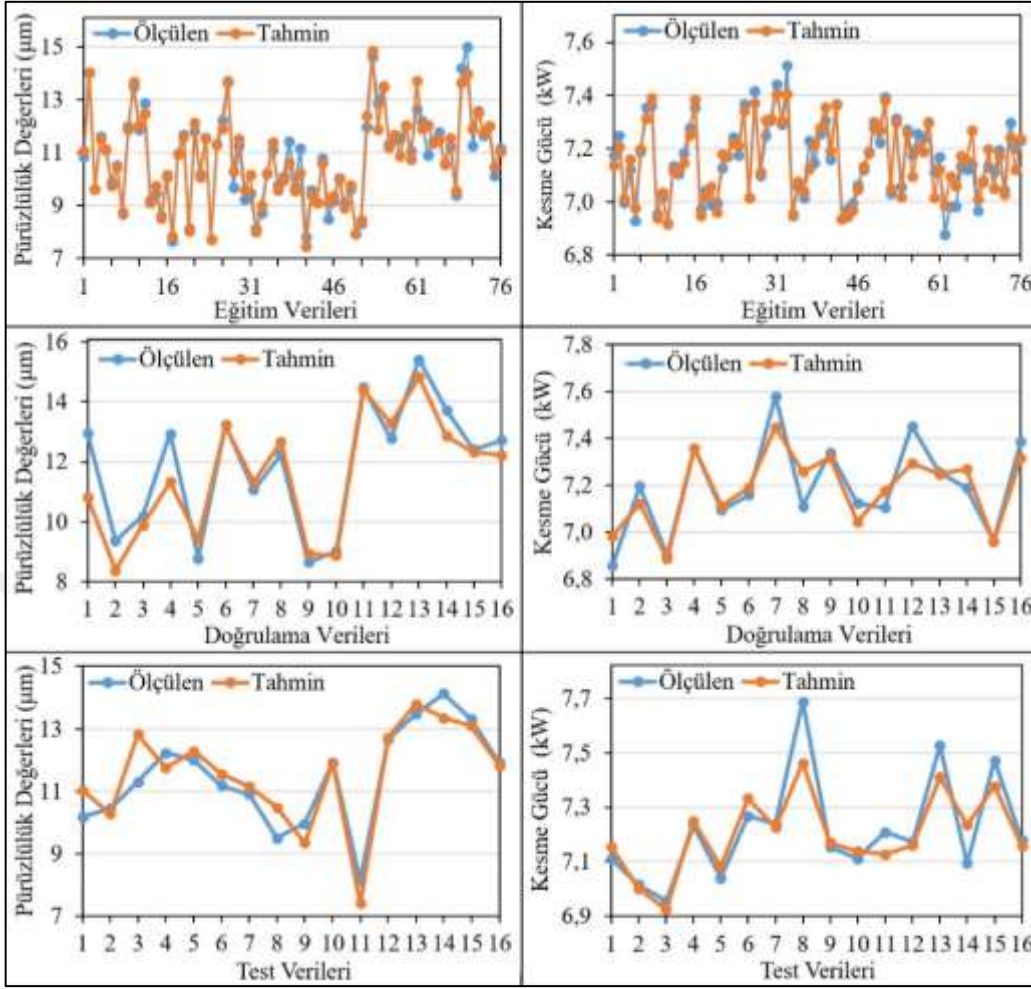 Ölçülen Tahmin
Pürüzlülük Değerleri (µm)
15
13
11
9
7
1 16 31 46 61 76
Eğitim Verileri
Ölçülen Tahmin
Kesme Gücü (kW)
7,6
7,4
7,2
7,0
6,8
1 16 31 46 61 76
Eğitim Verileri
Ölçülen Tahmin
Pürüzlülük Değerleri (µm)
16
14
12
10
8
1 2 3 4 5 6 7 8 9 10 11 12 13 14 15 16
Doğrulama Verileri
Ölçülen Tahmin
Kesme Gücü (kW)
7,8
7,6
7,4
7,2
7,0
6,8
1 2 3 4 5 6 7 8 9 10 11 12 13 14 15 16
Doğrulama Verileri
Ölçülen Tahmin
Pürüzlülük Değerleri (µm)
15
13
11
9
7
1 2 3 4 5 6 7 8 9 10 11 12 13 14 15 16
Test Verileri
Ölçülen Tahmin
Kesme Gücü (kW)
7,7
7,5
7,3
7,1
6,9
1 2 3 4 5 6 7 8 9 10 11 12 13 14 15 16
Test Verileri